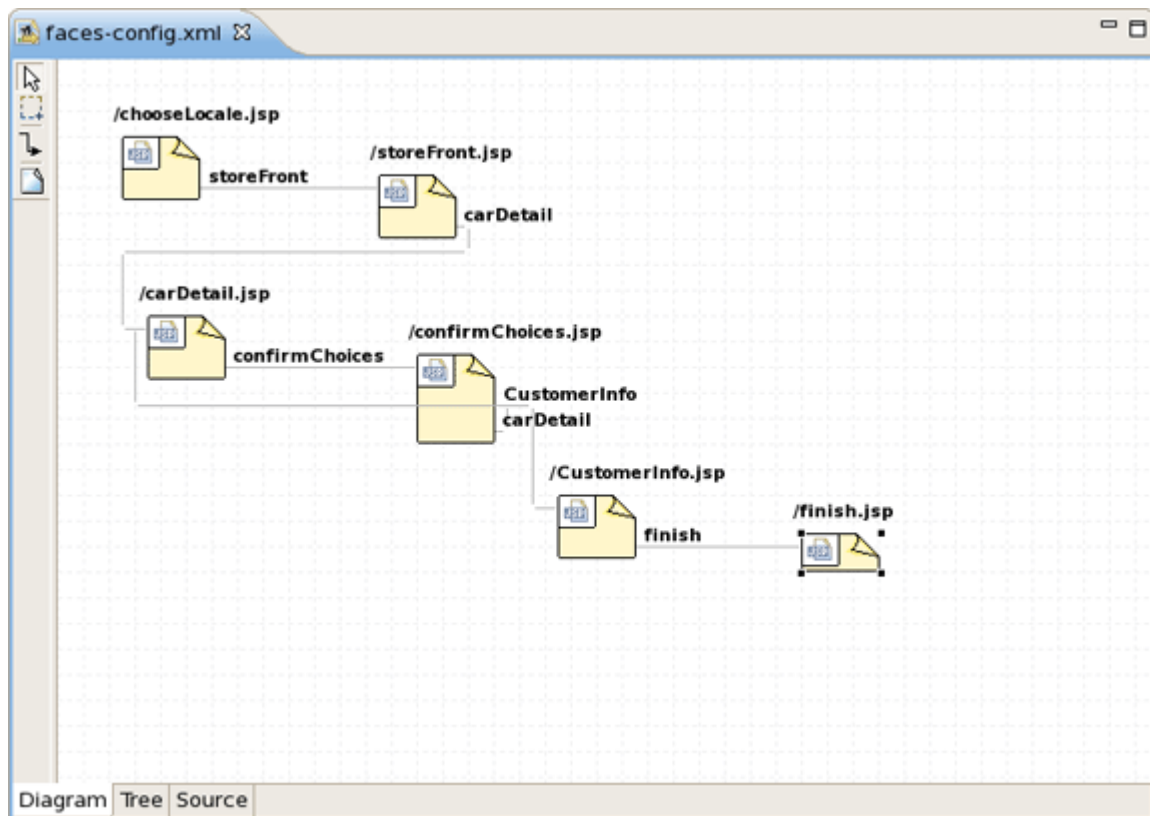 faces-config.xml
/chooseLocale.jsp
storeFront
/storeFront.jsp
carDetail
/carDetail.jsp
confirmChoices
/confirmChoices.jsp
CustomerInfo
carDetail
/CustomerInfo.jsp
finish
/finish.jsp
Diagram Tree Source